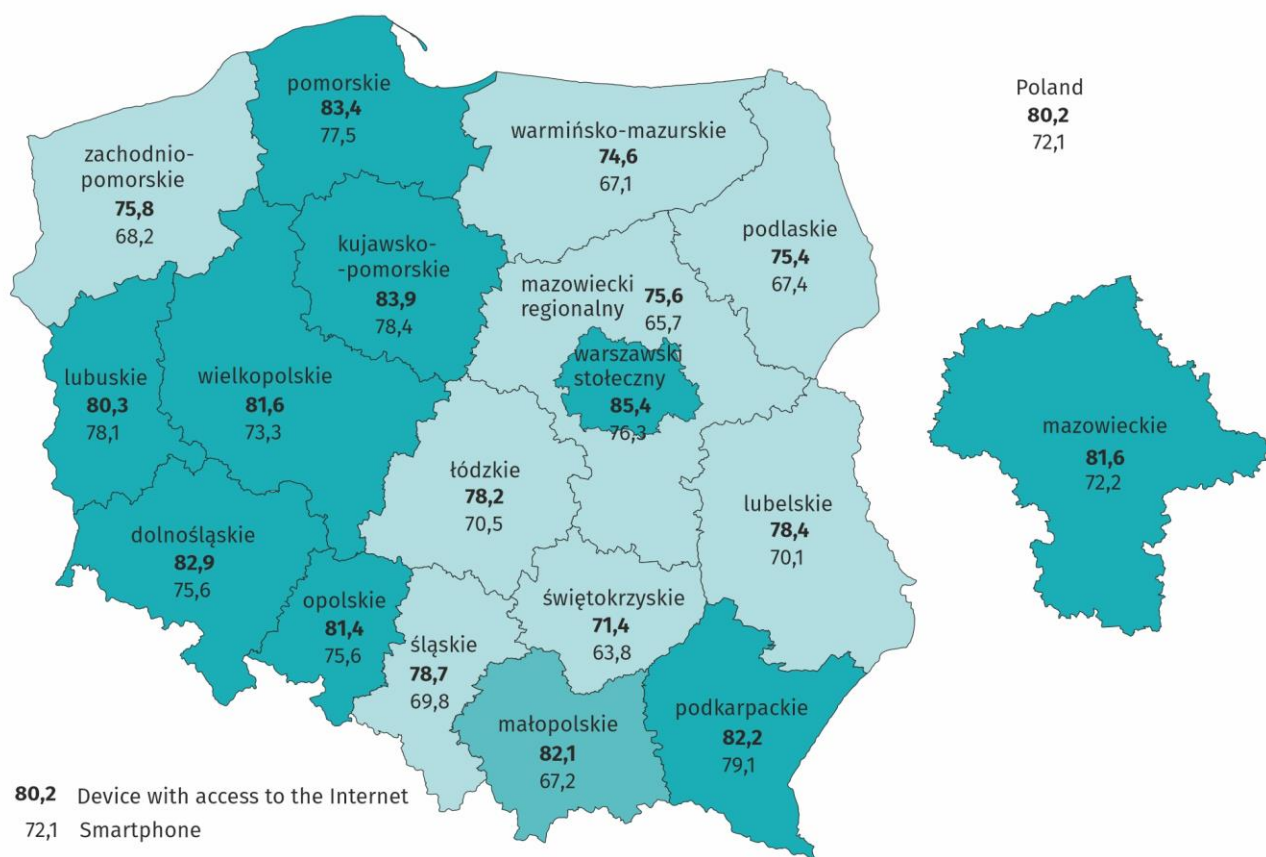 pomorskie
83,4
77,5
Poland
80,2
72,1
warmińsko-mazurskie
74,6
67,1
zachodnio-
pomorskie
75,8
68,2
podlaskie
75,4
67,4
kujawsko-
-pomorskie
83,9
78,4
mazowiecki
regionalny
75,6
65,7
warszawski
stołeczny
85,4
76,3
lubuskie
80,3
78,1
wielkopolskie
81,6
73,3
mazowieckie
81,6
72,2
łódzkie
78,2
70,5
lubelskie
78,4
70,1
dolnośląskie
82,9
75,6
opolskie
81,4
75,6
świętokrzyskie
71,4
63,8
śląskie
78,7
69,8
małopolskie
82,1
67,2
podkarpackie
82,2
79,1
80,2 Device with access to the Internet
72,1 Smartphone